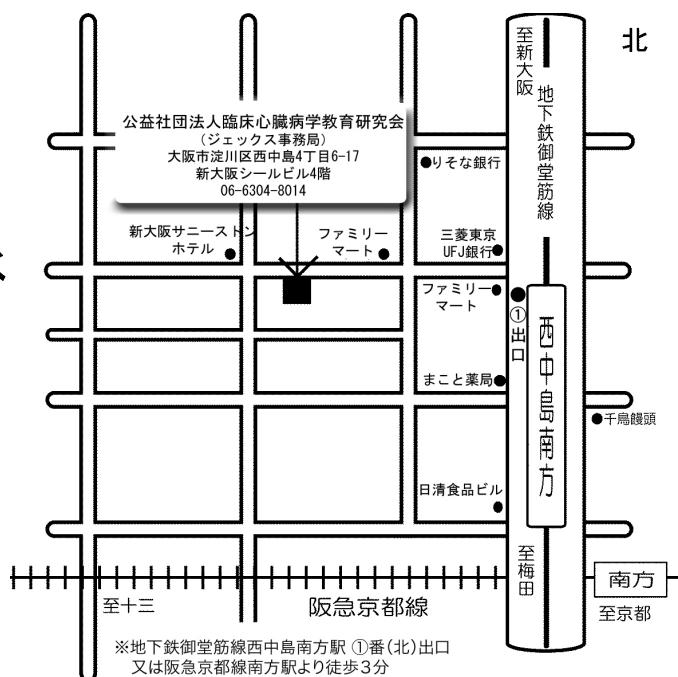 北
至新大阪
地下鉄御堂筋線
公益社団法人臨床心臓病学教育研究会
(ジェックス事務局)
大阪市淀川区西中島4丁目6-17
新大阪シールビル4階
06-6304-8014
●りそな銀行
新大阪サニーストン
ホテル●
ファミリー
マート●
三菱東京
UFJ銀行●
ファミリー
マート
①出口
西中島南方
まこと薬局●
●千鳥饅頭
日清食品ビル
至梅田
南方
至十三
阪急京都線
至京都
※地下鉄御堂筋線西中島南方駅 ①番(北)出口
又は阪急京都線南方駅より徒歩3分